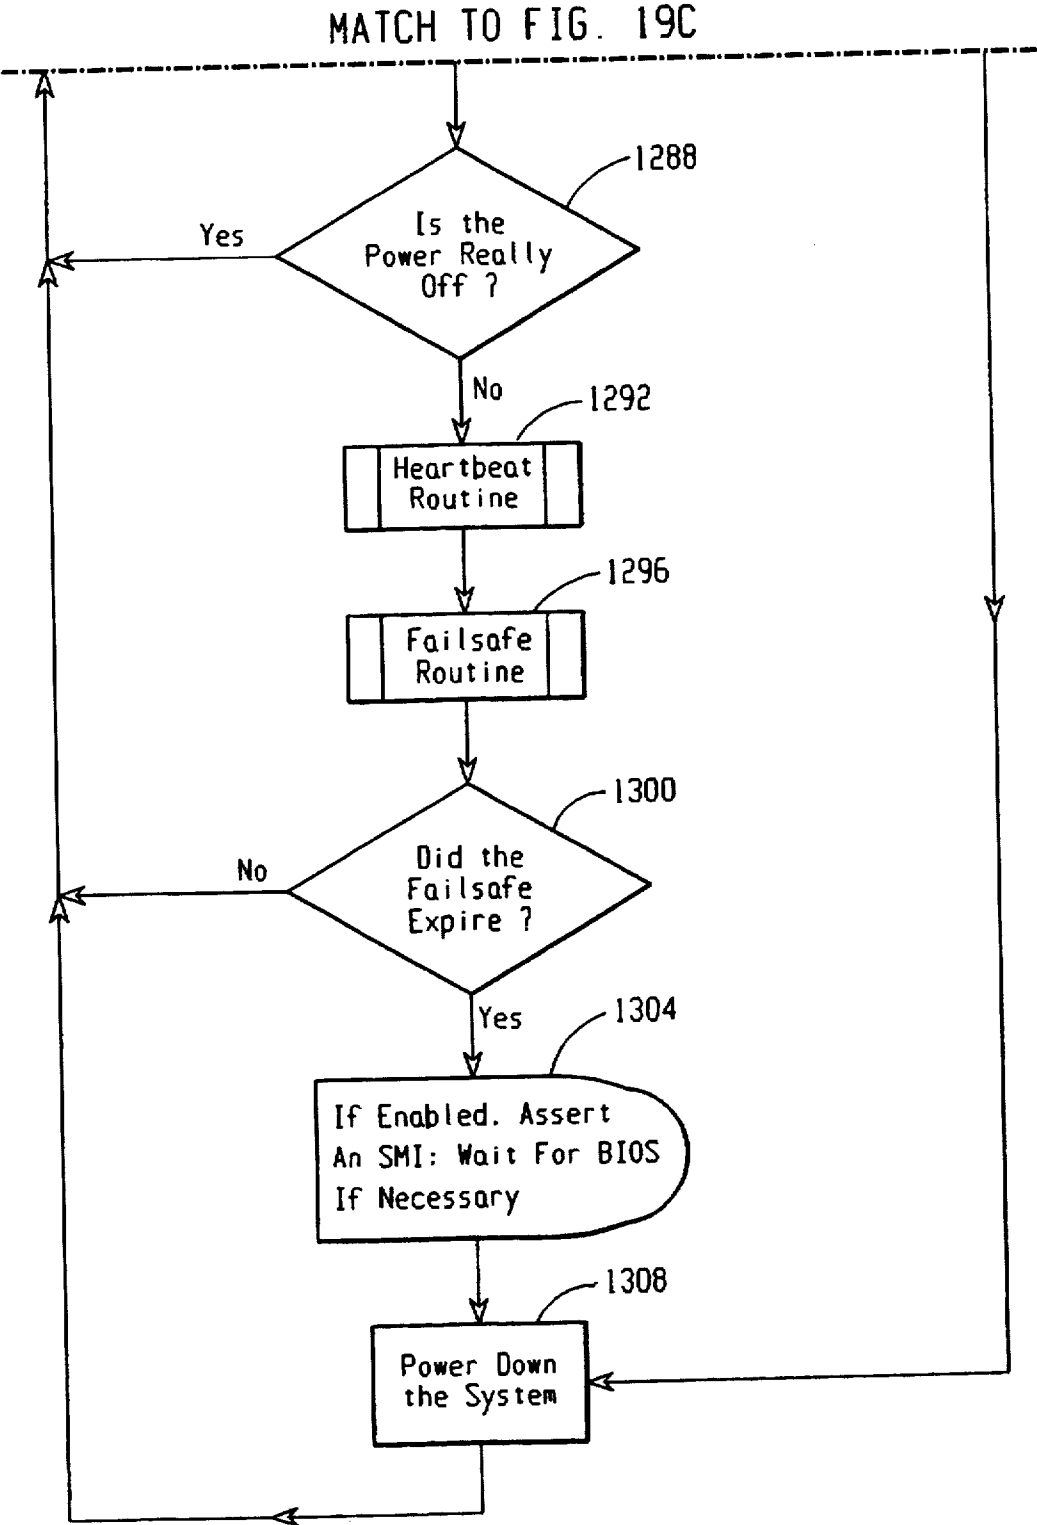 MATCH TO FIG. 19C
1288
Is the
Power Really
Off ?
Yes
No
1292
Heartbeat
Routine
1296
Failsafe
Routine
1300
Did the
Failsafe
Expire ?
No
Yes
1304
If Enabled. Assert
An SMI: Wait For BIOS
If Necessary
1308
Power Down
the System